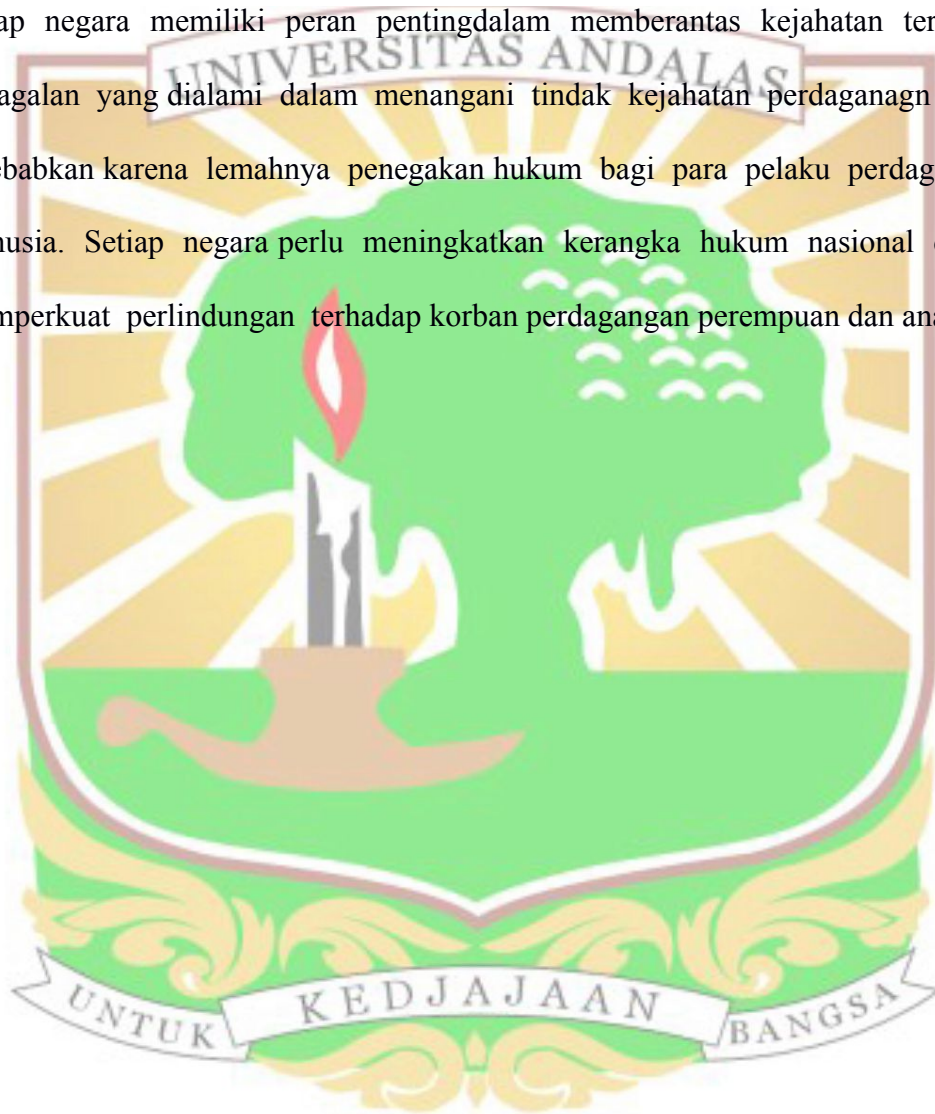 ap negara memiliki peran pentingdalam memberantas kejahatan ter
UNIVERSITAS ANDALAS
agalan yang dialami dalam menangani tindak kejahatan perdaganagn
ebabkan karena lemahnya penegakan hukum bagi para pelaku perdag
nusia. Setiap negara perlu meningkatkan kerangka hukum nasional
mperkuat perlindungan terhadap korban perdagangan perempuan dan ana
UNTUK KEDJAJAAN BANGSA